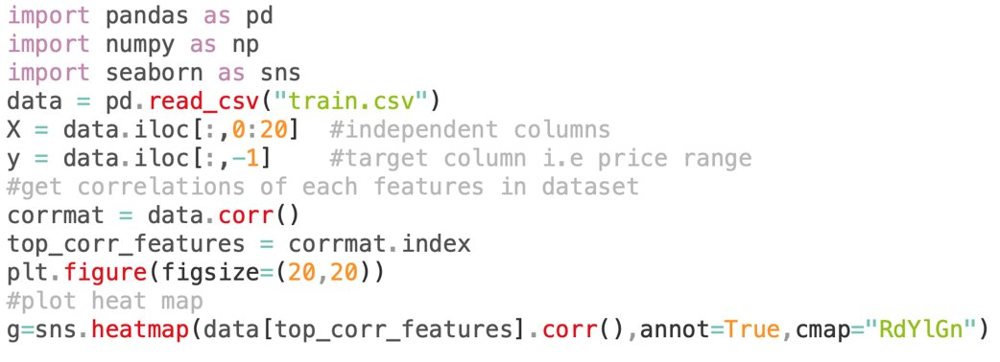 import pandas as pd
import numpy as np
import seaborn as sns
data = pd.read_csv("train.csv")
X = data.iloc[:,0:20]  #independent columns
y = data.iloc[:,-1]    #target column i.e price range
#get correlations of each features in dataset
corrmat = data.corr()
top_corr_features = corrmat.index
plt.figure(figsize=(20,20))
#plot heat map
g=sns.heatmap(data[top_corr_features].corr(),annot=True,cmap="RdYlGn")